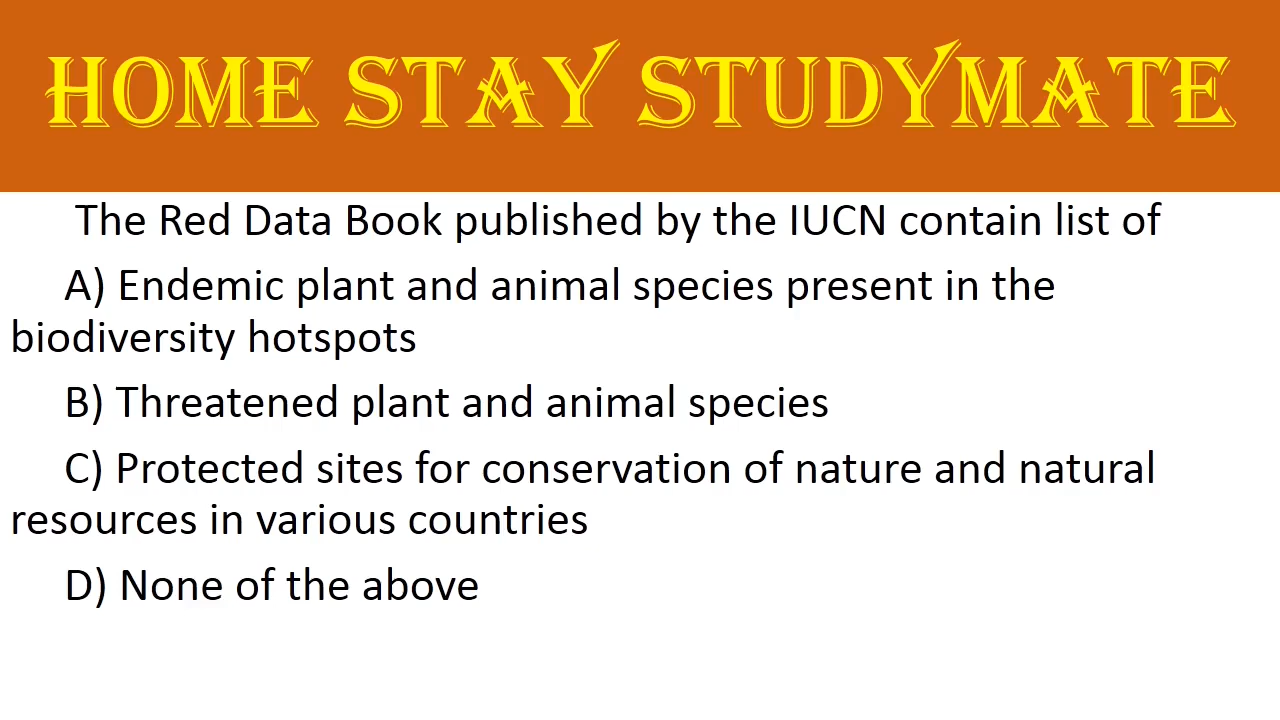 HOME STAY STUDYMATE
The Red Data Book published by the IUCN contain list of
A) Endemic plant and animal species present in the
biodiversity hotspots
B) Threatened plant and animal species
C) Protected sites for conservation of nature and natural
resources in various countries
D) None of the above